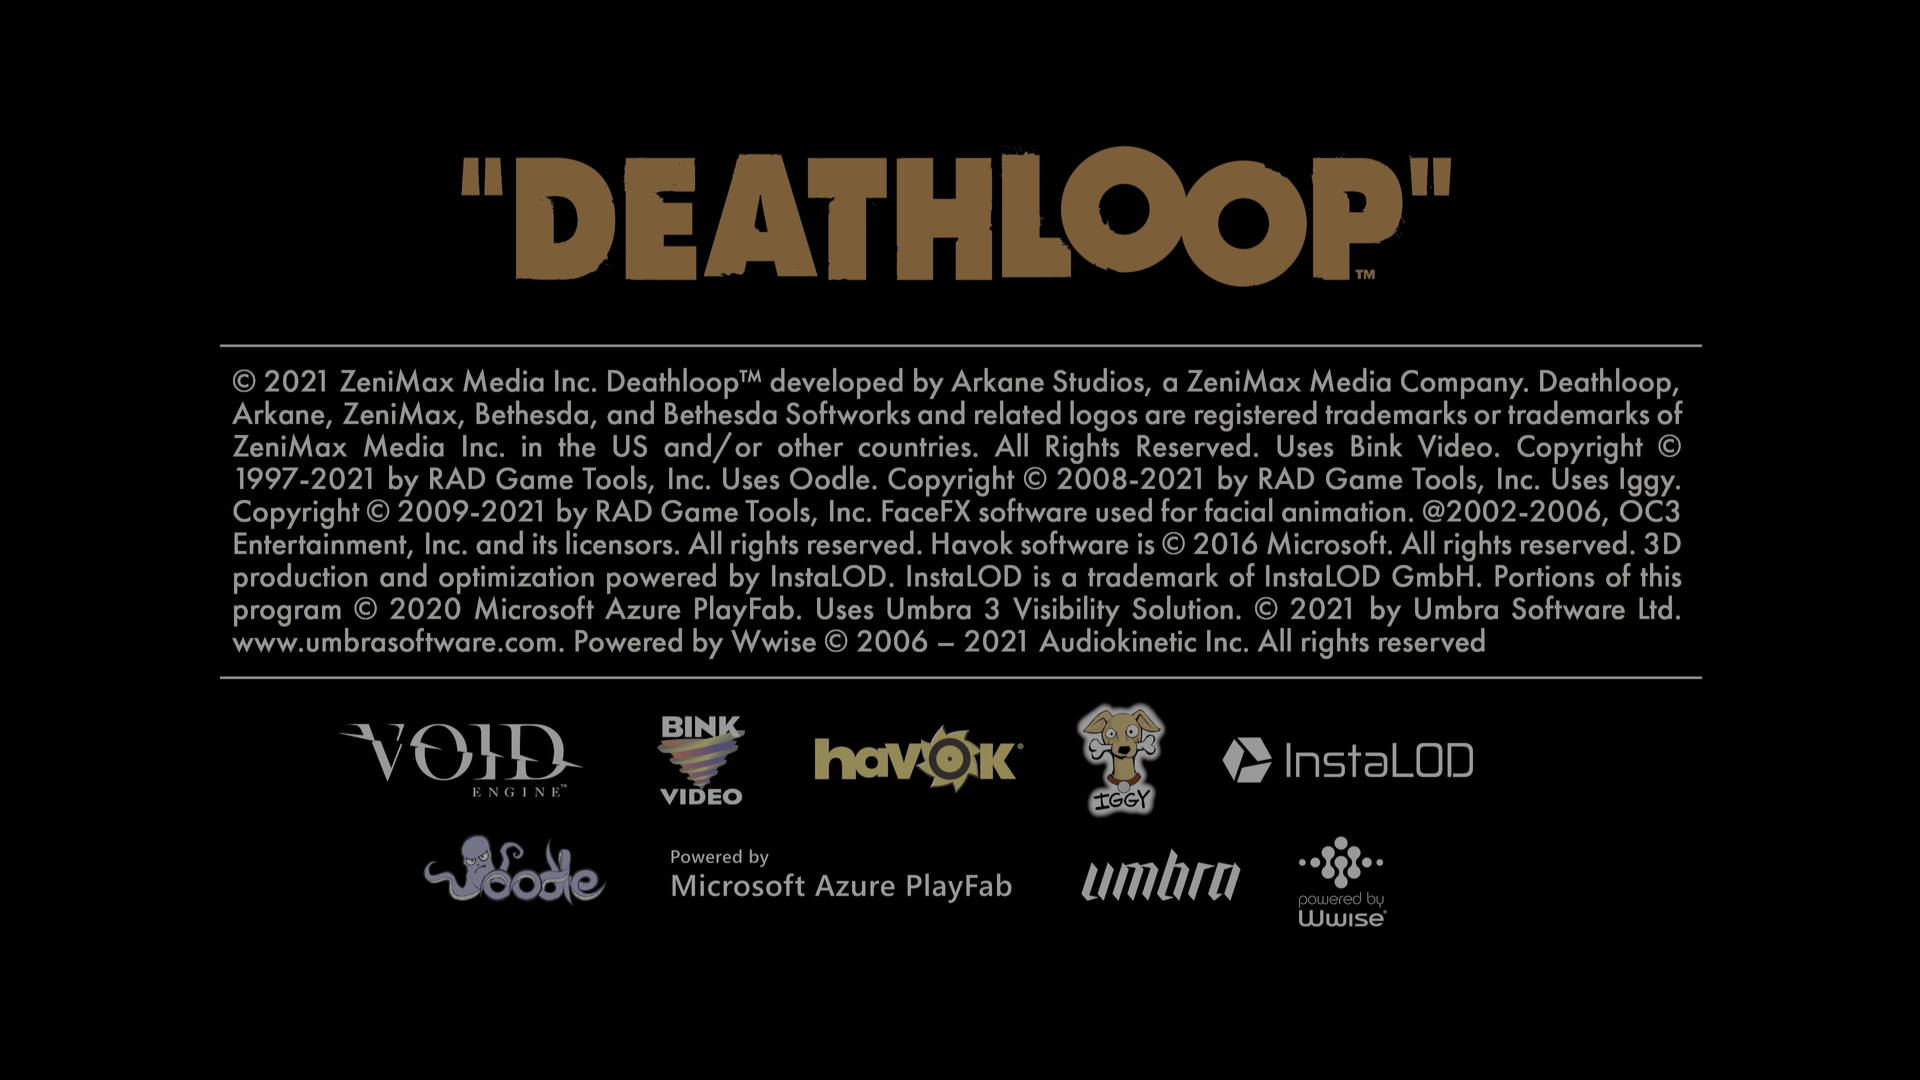 "DEATHLOOP"
TM
© 2021 ZeniMax Media Inc. Deathloop™ developed by Arkane Studios, a ZeniMax Media Company. Deathloop,
Arkane, ZeniMax, Bethesda, and Bethesda Softworks and related logos are registered trademarks or trademarks of
ZeniMax Media Inc. in the US and/or other countries. All Rights Reserved. Uses Bink Video. Copyright ©
1997-2021 by RAD Game Tools, Inc. Uses Oodle. Copyright © 2008-2021 by RAD Game Tools, Inc. Uses Iggy.
Copyright © 2009-2021 by RAD Game Tools, Inc. FaceFX software used for facial animation. @2002-2006, OC3
Entertainment, Inc. and its licensors. All rights reserved. Havok software is © 2016 Microsoft. All rights reserved. 3D
production and optimization powered by InstaLOD. InstaLOD is a trademark of InstaLOD GmbH. Portions of this
program © 2020 Microsoft Azure PlayFab. Uses Umbra 3 Visibility Solution. © 2021 by Umbra Software Ltd.
www.umbrasoftware.com. Powered by Wwise © 2006 – 2021 Audiokinetic Inc. All rights reserved
VOID
ENGINE™
BINK
VIDEO
havok®
IGGY
InstaLOD
oodle
Powered by
Microsoft Azure PlayFab
umbra
powered by
Wwise®